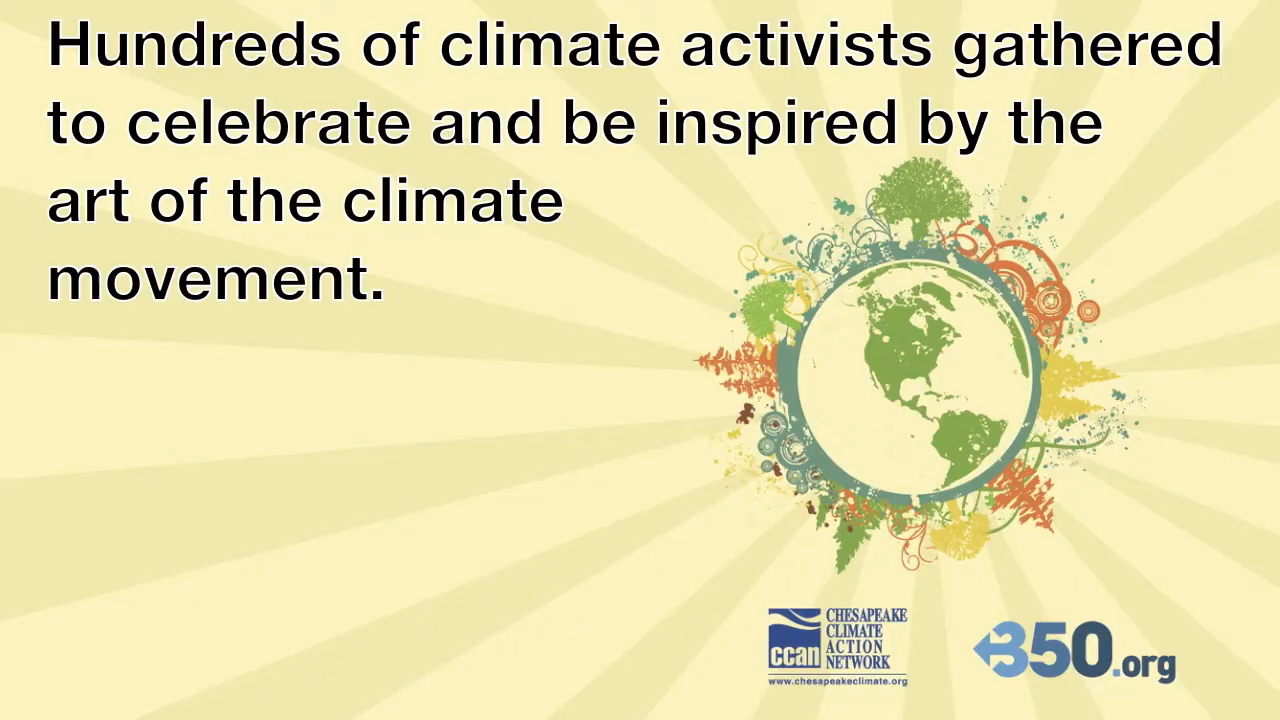 Hundreds of climate activists gathered
to celebrate and be inspired by the
art of the climate
movement.
ccan
CHESAPEAKE
CLIMATE
ACTION
NETWORK
www.chesapeakeclimate.org
350.org